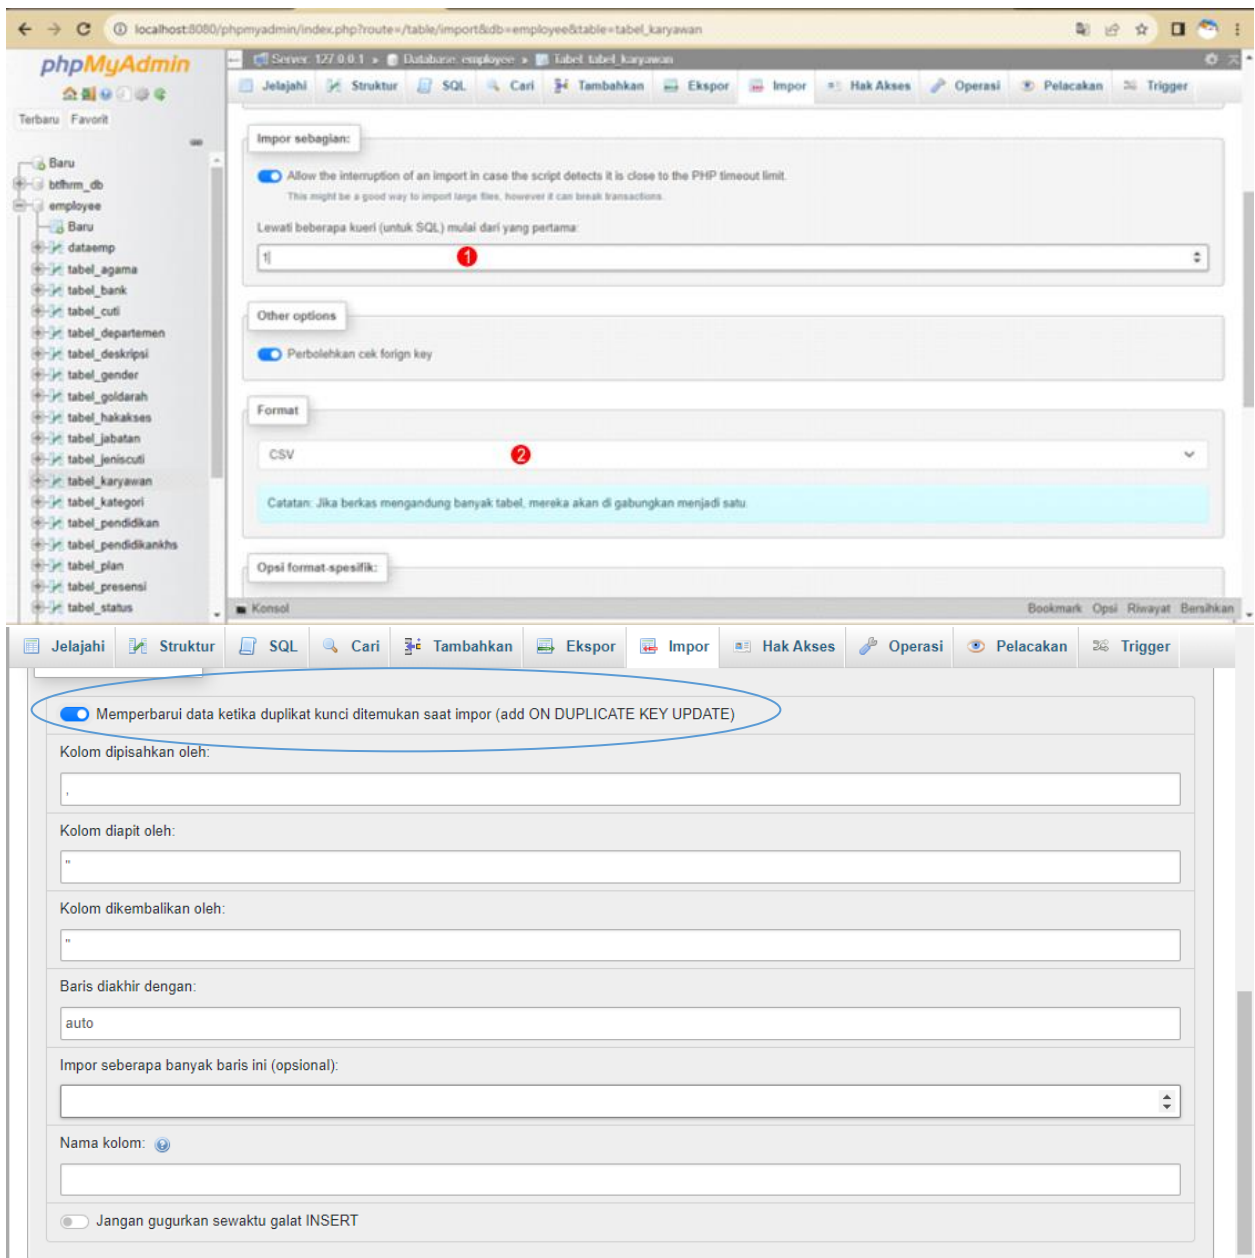 localhost:8080/phpmyadmin/index.php?route=/table/import&db=employee&table=tabel_karyawan
phpMyAdmin
Server: 127.0.0.1 » Database: employee » Tabel: tabel_karyawan
Jelajahi Struktur SQL Cari Tambahkan Ekspor Impor Hak Akses Operasi Pelacakan Trigger
Terbaru Favorit
Baru
btfhrm_db
employee
Baru
dataemp
tabel_agama
tabel_bank
tabel_cuti
tabel_departemen
tabel_deskripsi
tabel_gender
tabel_goldarah
tabel_hakakses
tabel_jabatan
tabel_jeniscuti
tabel_karyawan
tabel_kategori
tabel_pendidikan
tabel_pendidikankhs
tabel_plan
tabel_presensi
tabel_status
Impor sebagian:
Allow the interruption of an import in case the script detects it is close to the PHP timeout limit.
This might be a good way to import large files, however it can break transactions.
Lewati beberapa kueri (untuk SQL) mulai dari yang pertama:
1 1
Other options
Perbolehkan cek forign key
Format
CSV 2
Catatan: Jika berkas mengandung banyak tabel, mereka akan di gabungkan menjadi satu
Opsi format-spesifik:
Konsol Bookmark Opsi Riwayat Bersihkan
Jelajahi Struktur SQL Cari Tambahkan Ekspor Impor Hak Akses Operasi Pelacakan Trigger
Memperbarui data ketika duplikat kunci ditemukan saat impor (add ON DUPLICATE KEY UPDATE)
Kolom dipisahkan oleh:
,
Kolom diapit oleh:
"
Kolom dikembalikan oleh:
"
Baris diakhir dengan:
auto
Impor seberapa banyak baris ini (opsional):
Nama kolom:
Jangan gugurkan sewaktu galat INSERT